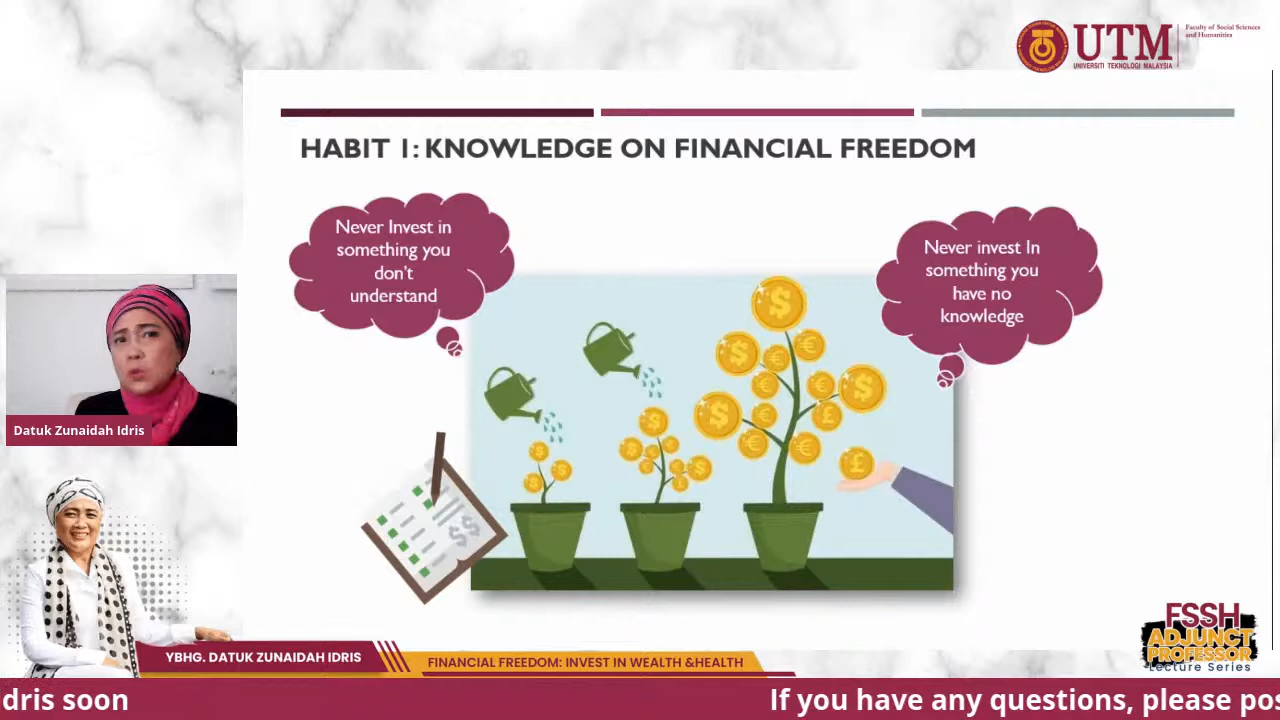 UTM
UNIVERSITI TEKNOLOGI MALAYSIA
Faculty of Social Sciences
and Humanities
HABIT 1: KNOWLEDGE ON FINANCIAL FREEDOM
Never Invest in
something you
don't
understand
Never invest In
something you
have no
knowledge
Datuk Zunaidah Idris
YBHG. DATUK ZUNAIDAH IDRIS
FINANCIAL FREEDOM: INVEST IN WEALTH &HEALTH
FSSH
ADJUNCT
PROFESSOR
Lecture Series
dris soon
If you have any questions, please pos